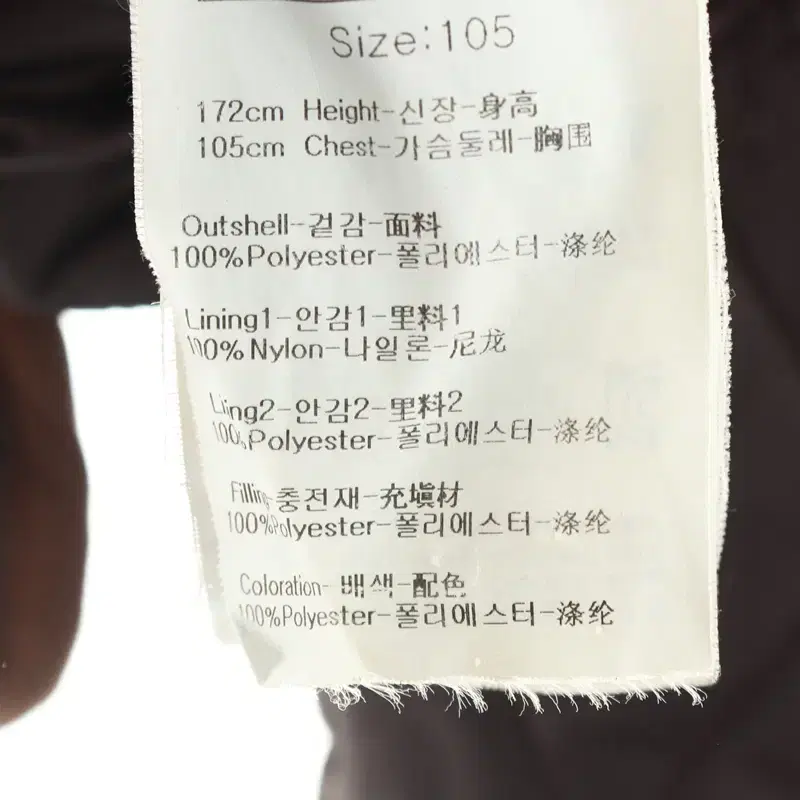 Size:105
172cm Height-신장-身高
105cm Chest-가슴둘레-胸围
Outshell-겉감-面料
100%Polyester-폴리에스터-涤纶
Lining1-안감1-里料1
100%Nylon-나일론-尼龙
Liing2-안감2-里料2
100%Polyester-폴리에스터-涤纶
Filling-충전재-充塡材
100%Polyester-폴리에스터-涤纶
Coloration-배색-配色
100%Polyester-폴리에스터-涤纶